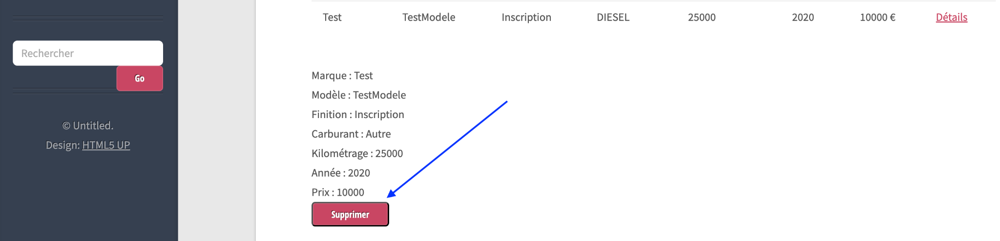 Test TestModele Inscription DIESEL 25000 2020 10000 € Détails
Rechercher
Go
© Untitled.
Design: HTML5 UP
Marque : Test
Modèle : TestModele
Finition : Inscription
Carburant : Autre
Kilométrage : 25000
Année : 2020
Prix : 10000
Supprimer